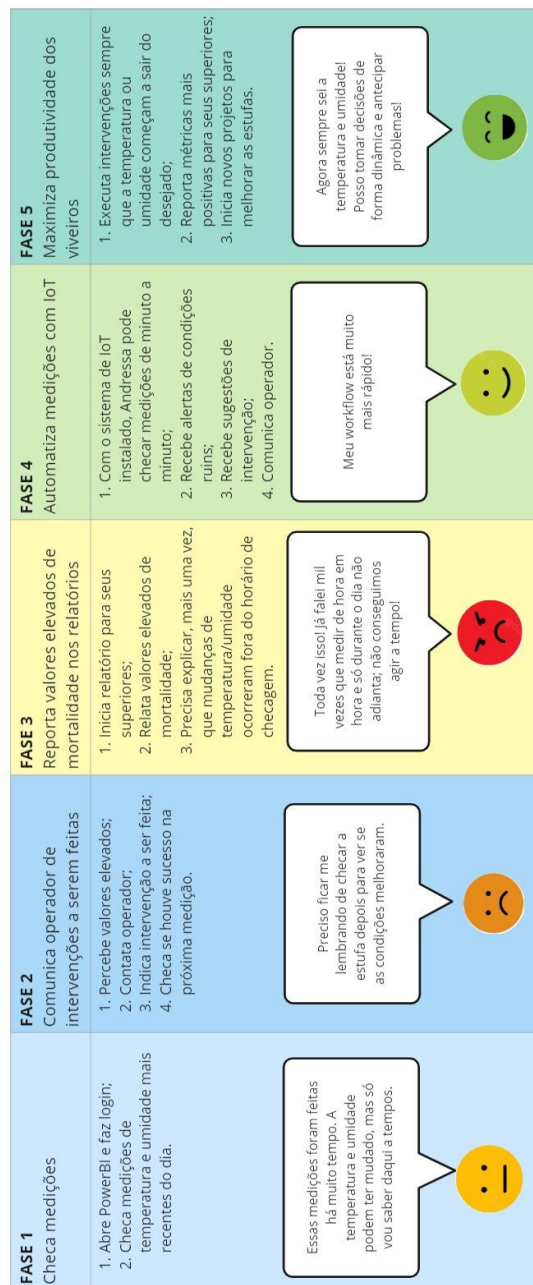 FASE 1
Checa medições
1. Abre PowerBI e faz login;
2. Checa medições de
temperatura e umidade mais
recentes do dia.
Essas medições foram feitas
há muito tempo. A
temperatura e umidade
podem ter mudado, mas só
vou saber daqui a tempos.
FASE 2
Comunica operador de
intervenções a serem feitas
1. Percebe valores elevados;
2. Contata operador;
3. Indica intervenção a ser feita;
4. Checa se houve sucesso na
próxima medição.
Preciso ficar me
lembrando de checar a
estufa depois para ver se
as condições melhoraram.
FASE 3
Reporta valores elevados de
mortalidade nos relatórios
1. Inicia relatório para seus
superiores;
2. Relata valores elevados de
mortalidade;
3. Precisa explicar, mais uma vez,
que mudanças de
temperatura/umidade
ocorreram fora do horário de
checagem.
Toda vez isso! Já falei mil
vezes que medir de hora em
hora e só durante o dia não
adianta; não conseguimos
agir a tempo!
FASE 4
Automatiza medições com IoT
1. Com o sistema de IoT
instalado, Andressa pode
checar medições de minuto a
minuto;
2. Recebe alertas de condições
ruins;
3. Recebe sugestões de
intervenção;
4. Comunica operador.
Meu workflow está muito
mais rápido!
FASE 5
Maximiza produtividade dos
viveiros
1. Executa intervenções sempre
que a temperatura ou
umidade começam a sair do
desejado;
2. Reporta métricas mais
positivas para seus superiores;
3. Inicia novos projetos para
melhorar as estufas.
Agora sempre sei a
temperatura e umidade!
Posso tomar decisões de
forma dinâmica e antecipar
problemas!